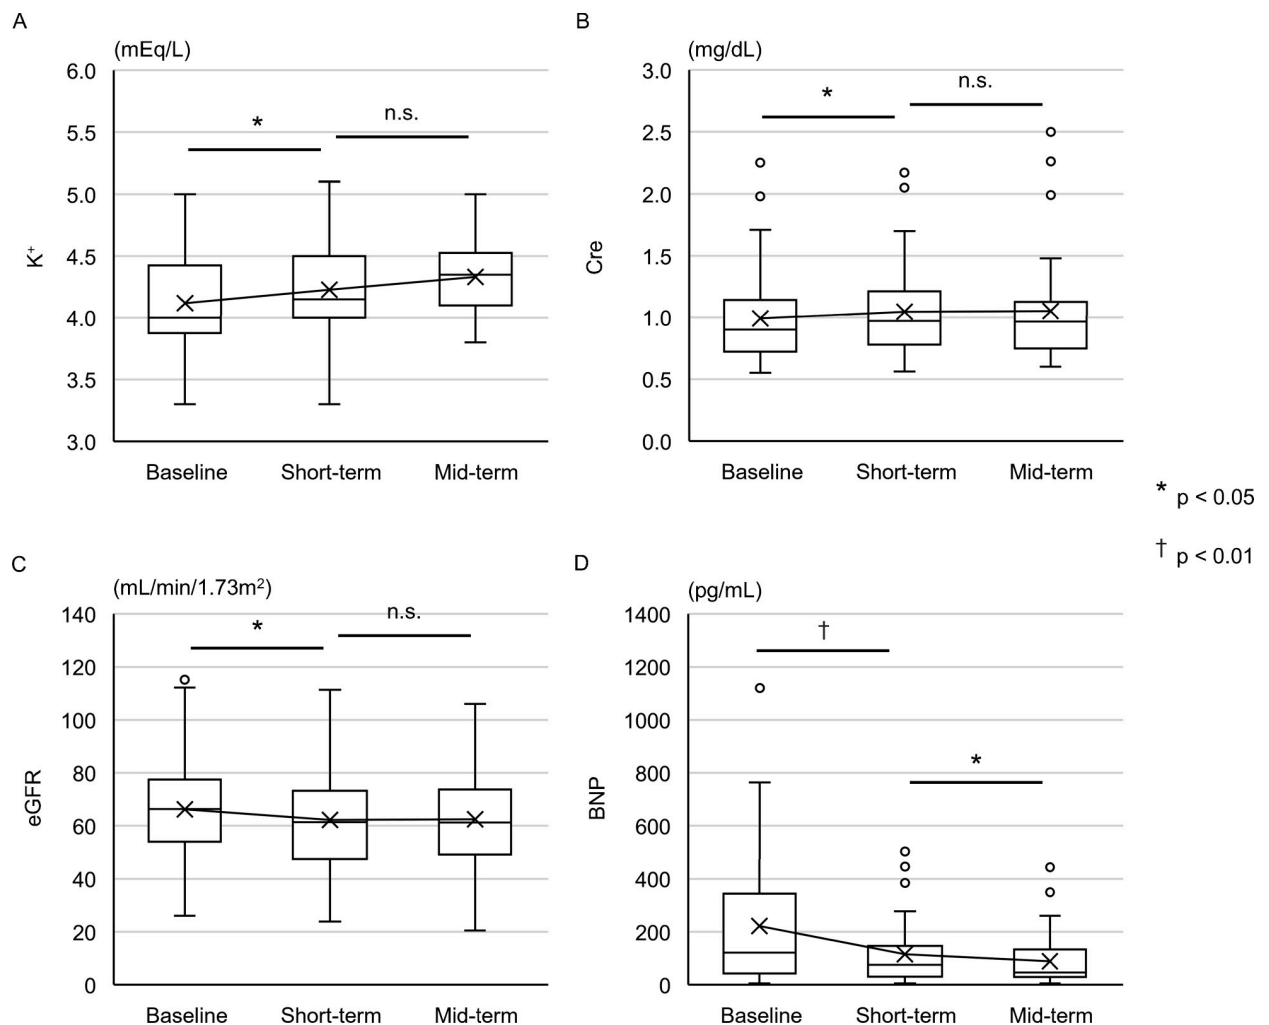 A
(mEq/L)
6.0
5.5
5.0
4.5
4.0
3.5
3.0
K⁺
*
n.s.
Baseline Short-term Mid-term
B
(mg/dL)
3.0
2.5
2.0
1.5
1.0
0.5
0.0
Cre
*
n.s.
Baseline Short-term Mid-term
* p < 0.05
† p < 0.01
C
(mL/min/1.73m²)
140
120
100
80
60
40
20
0
eGFR
*
n.s.
Baseline Short-term Mid-term
D
(pg/mL)
1400
1200
1000
800
600
400
200
0
BNP
†
*
Baseline Short-term Mid-term